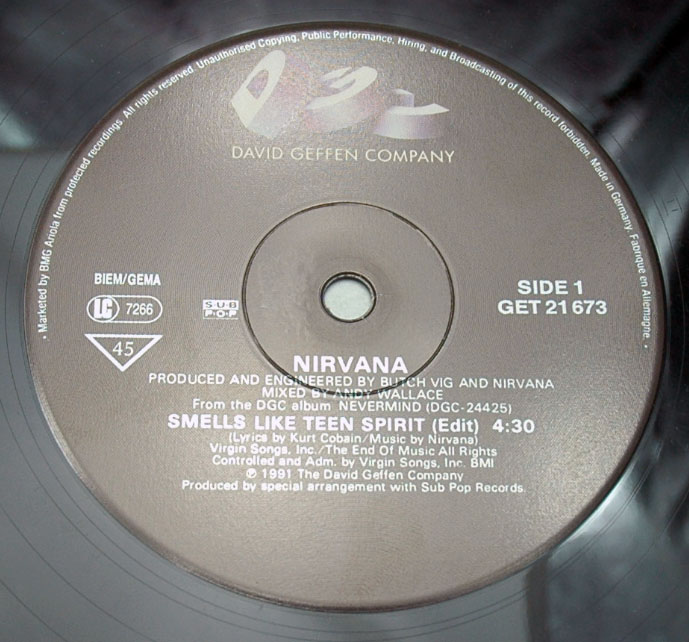 Marketed by BMG Ariola from protected recordings. All rights reserved. Unauthorised Copying, Public Performance, Hiring, and Broadcasting of this record forbidden. Made in Germany. Fabriqué en Allemagne.
DGC
DAVID GEFFEN COMPANY
BIEM/GEMA
LC 7266
45
SUB
POP
SIDE 1
GET 21 673
NIRVANA
PRODUCED AND ENGINEERED BY BUTCH VIG AND NIRVANA
MIXED BY ANDY WALLACE
From the DGC album NEVERMIND (DGC-24425)
SMELLS LIKE TEEN SPIRIT (Edit) 4:30
(Lyrics by Kurt Cobain/Music by Nirvana)
Virgin Songs, Inc./The End Of Music All Rights
Controlled and Adm. by Virgin Songs, Inc. BMI
℗ 1991 The David Geffen Company
Produced by special arrangement with Sub Pop Records.